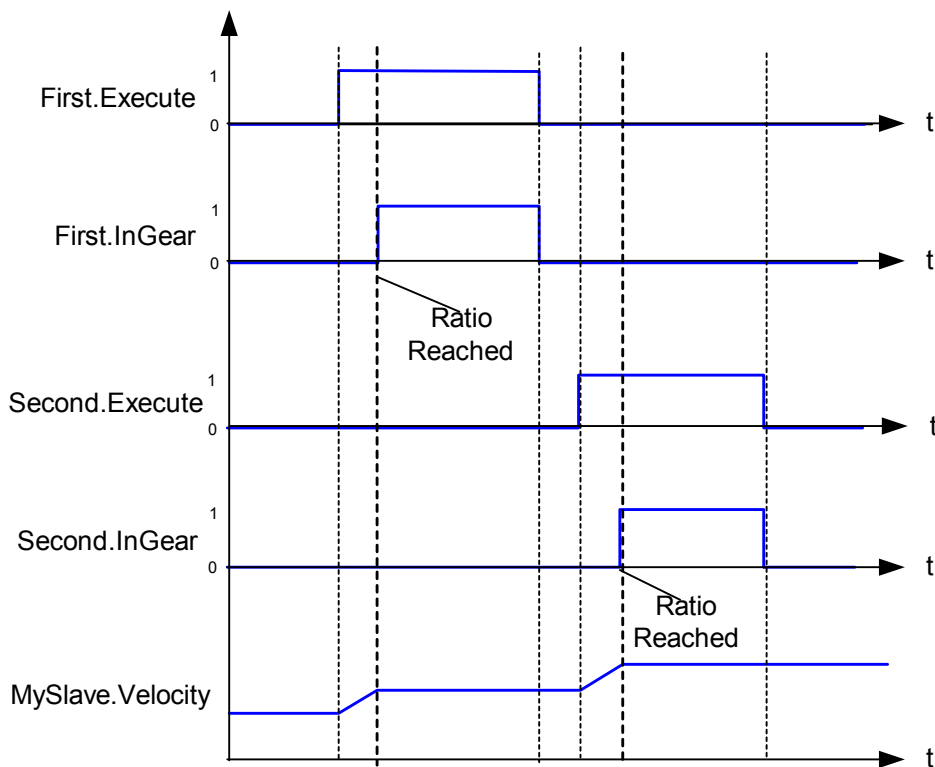 1
First.Execute
0
t
1
First.InGear
0
t
Ratio
Reached
1
Second.Execute
0
t
1
Second.InGear
0
t
Ratio
Reached
MySlave.Velocity
t